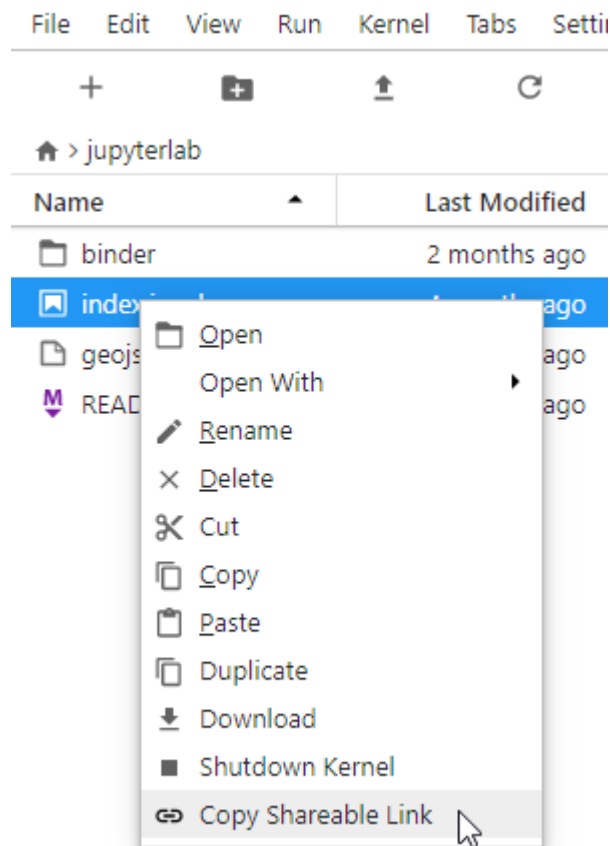 File Edit View Run Kernel Tabs
> jupyterlab
Name Last Modified
binder 2 months ago
ago
Open
ago
Open With
ago
Rename
Delete
Cut
Copy
Paste
Duplicate
Download
Shutdown Kernel
Copy Shareable Link